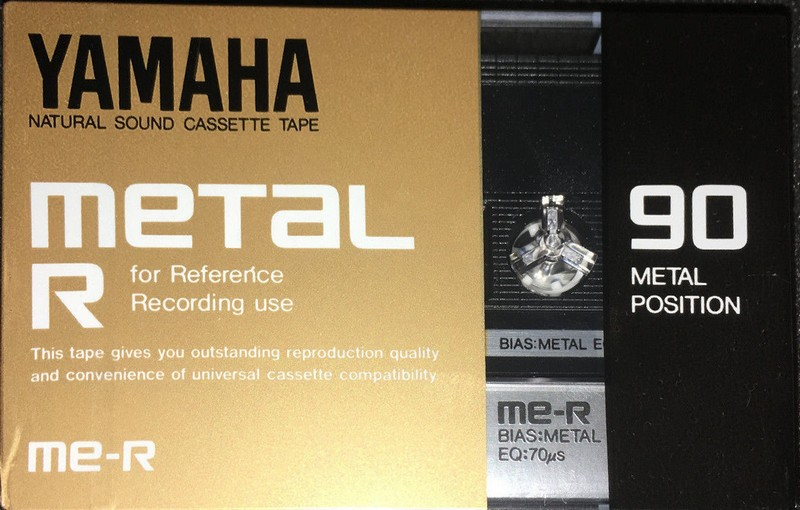 YAMAHA
NATURAL SOUND CASSETTE TAPE
metal
R
for Reference
Recording use
This tape gives you outstanding reproduction quality
and convenience of universal cassette compatibility
me-R
BIAS:METAL
me-R
BIAS:METAL
EQ:70µs
90
METAL
POSITION